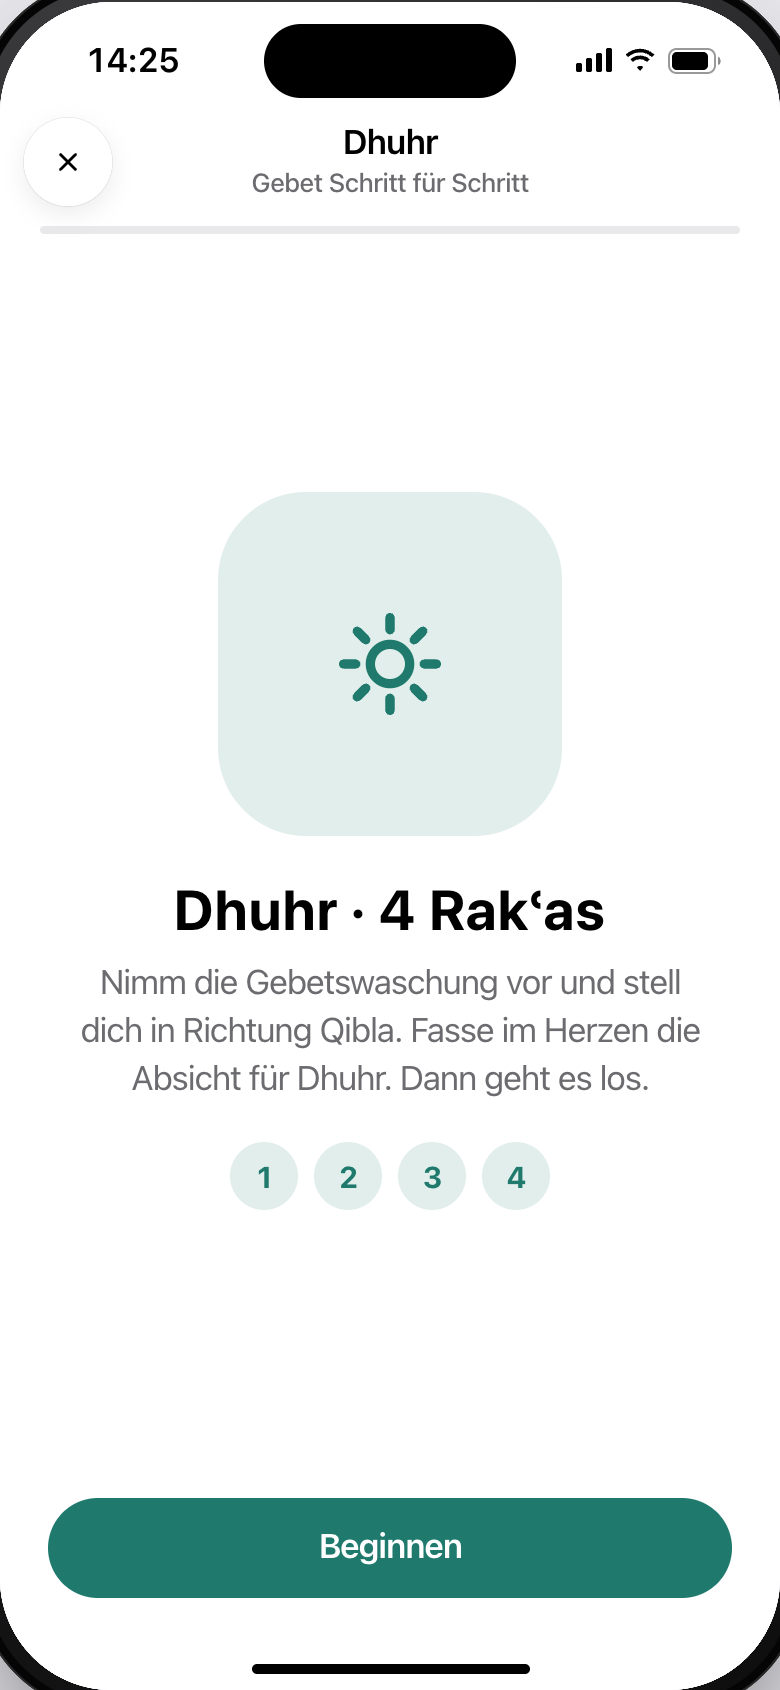 14:25
Dhuhr
Gebet Schritt für Schritt
Dhuhr · 4 Rakʿas
Nimm die Gebetswaschung vor und stell
dich in Richtung Qibla. Fasse im Herzen die
Absicht für Dhuhr. Dann geht es los.
1 2 3 4
Beginnen